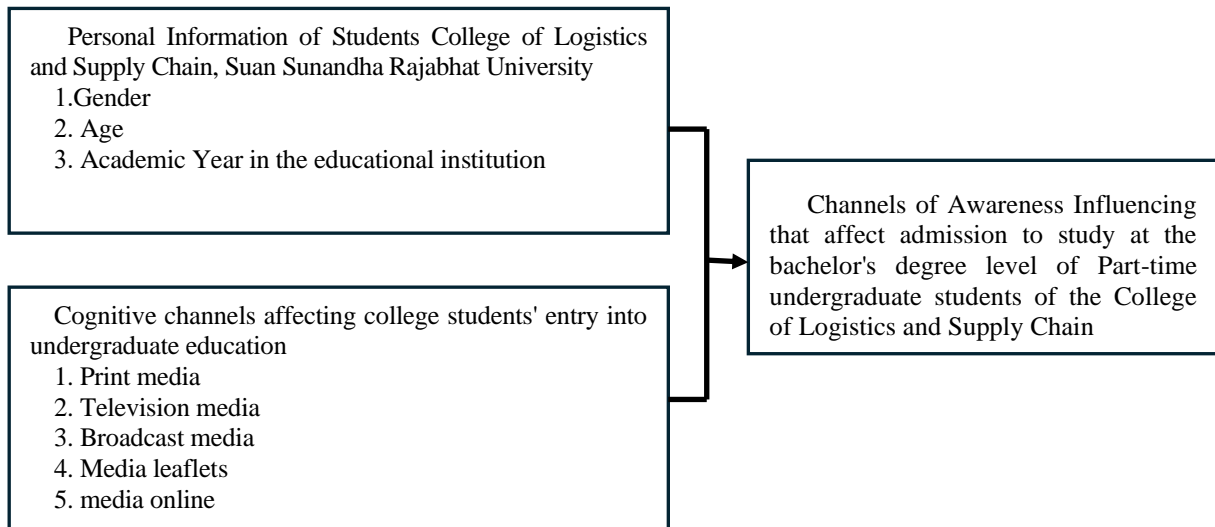 Personal Information of Students College of Logistics
and Supply Chain, Suan Sunandha Rajabhat University
1.Gender
2. Age
3. Academic Year in the educational institution
Cognitive channels affecting college students' entry into
undergraduate education
1. Print media
2. Television media
3. Broadcast media
4. Media leaflets
5. media online
Channels of Awareness Influencing
that affect admission to study at the
bachelor's degree level of Part-time
undergraduate students of the College
of Logistics and Supply Chain